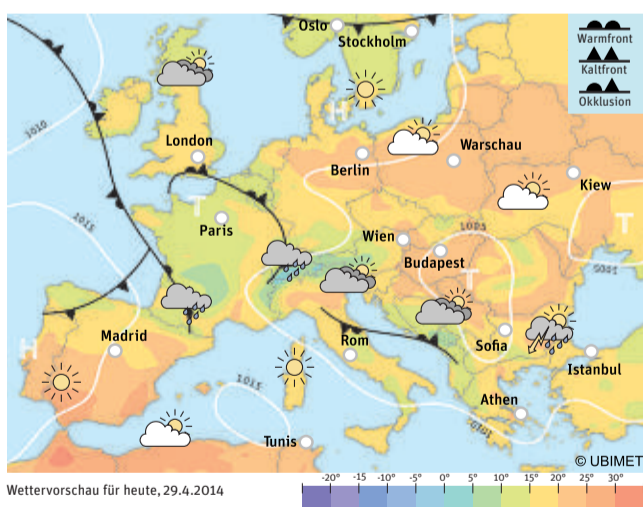 Oslo
Stockholm
Warmfront
Kaltfront
Okklusion
H
1010
London
Berlin
Warschau
Kiew
1015
T
Paris
T
Wien
1005
Budapest
T
1005
Madrid
H
Rom
Sofia
Istanbul
1015
Athen
1010
Tunis
© UBIMET
Wettervorschau für heute, 29.4.2014
-20° -15° -10° -5° 0° 5° 10° 15° 20° 25° 30°